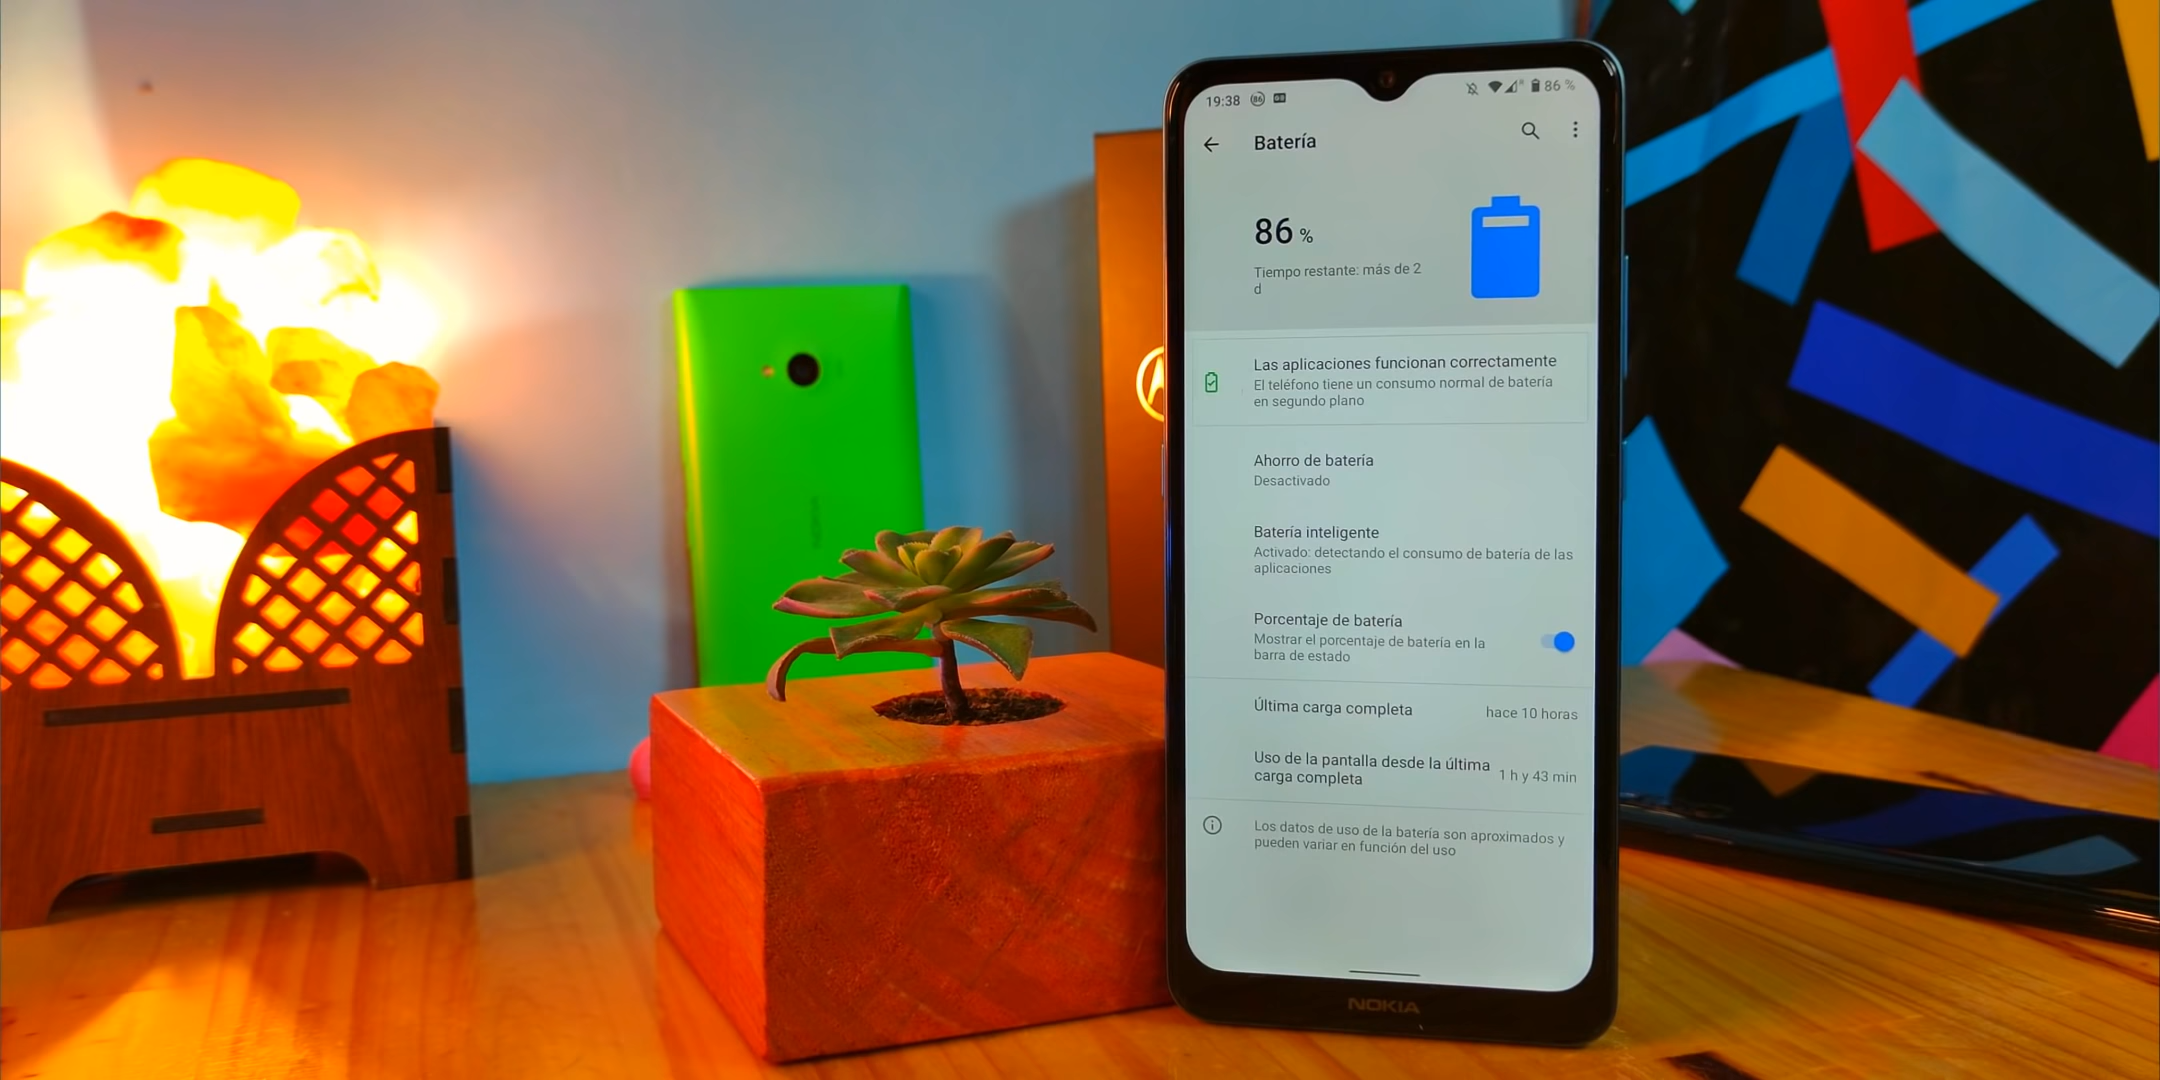 19:38 86 86 %
Batería
86 %
Tiempo restante: más de 2
d
Las aplicaciones funcionan correctamente
El teléfono tiene un consumo normal de batería
en segundo plano
Ahorro de batería
Desactivado
Batería inteligente
Activado: detectando el consumo de batería de las
aplicaciones
Porcentaje de batería
Mostrar el porcentaje de batería en la
barra de estado
Última carga completa hace 10 horas
Uso de la pantalla desde la última
carga completa 1 h y 43 min
Los datos de uso de la batería son aproximados y
pueden variar en función del uso
NOKIA